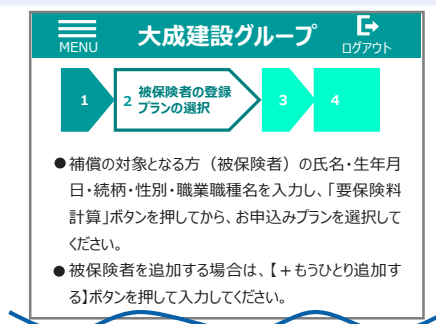 MENU
大成建設グループ
ログアウト
1
2 被保険者の登録
プランの選択
3
4
●補償の対象となる方（被保険者）の氏名・生年月
日・続柄・性別・職業職種名を入力し、「要保険料
計算」ボタンを押してから、お申込みプランを選択して
ください。
●被保険者を追加する場合は、【＋もうひとり追加す
る】ボタンを押して入力してください。